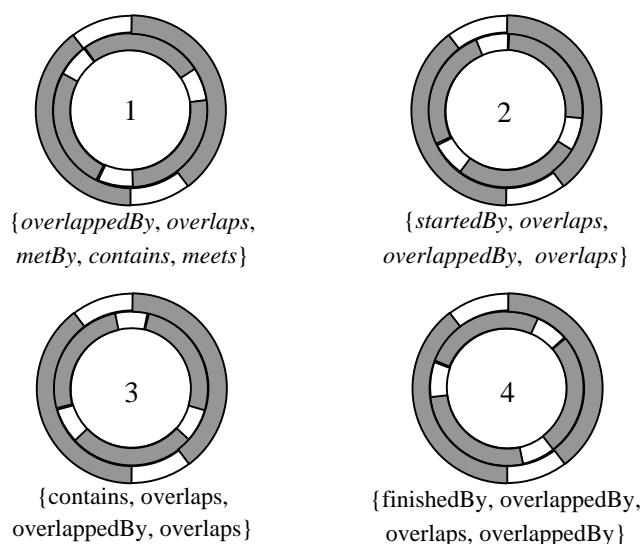 1
{overlappedBy, overlaps,
metBy, contains, meets}
2
{startedBy, overlaps,
overlappedBy, overlaps}
3
{contains, overlaps,
overlappedBy, overlaps}
4
{finishedBy, overlappedBy,
overlaps, overlappedBy}